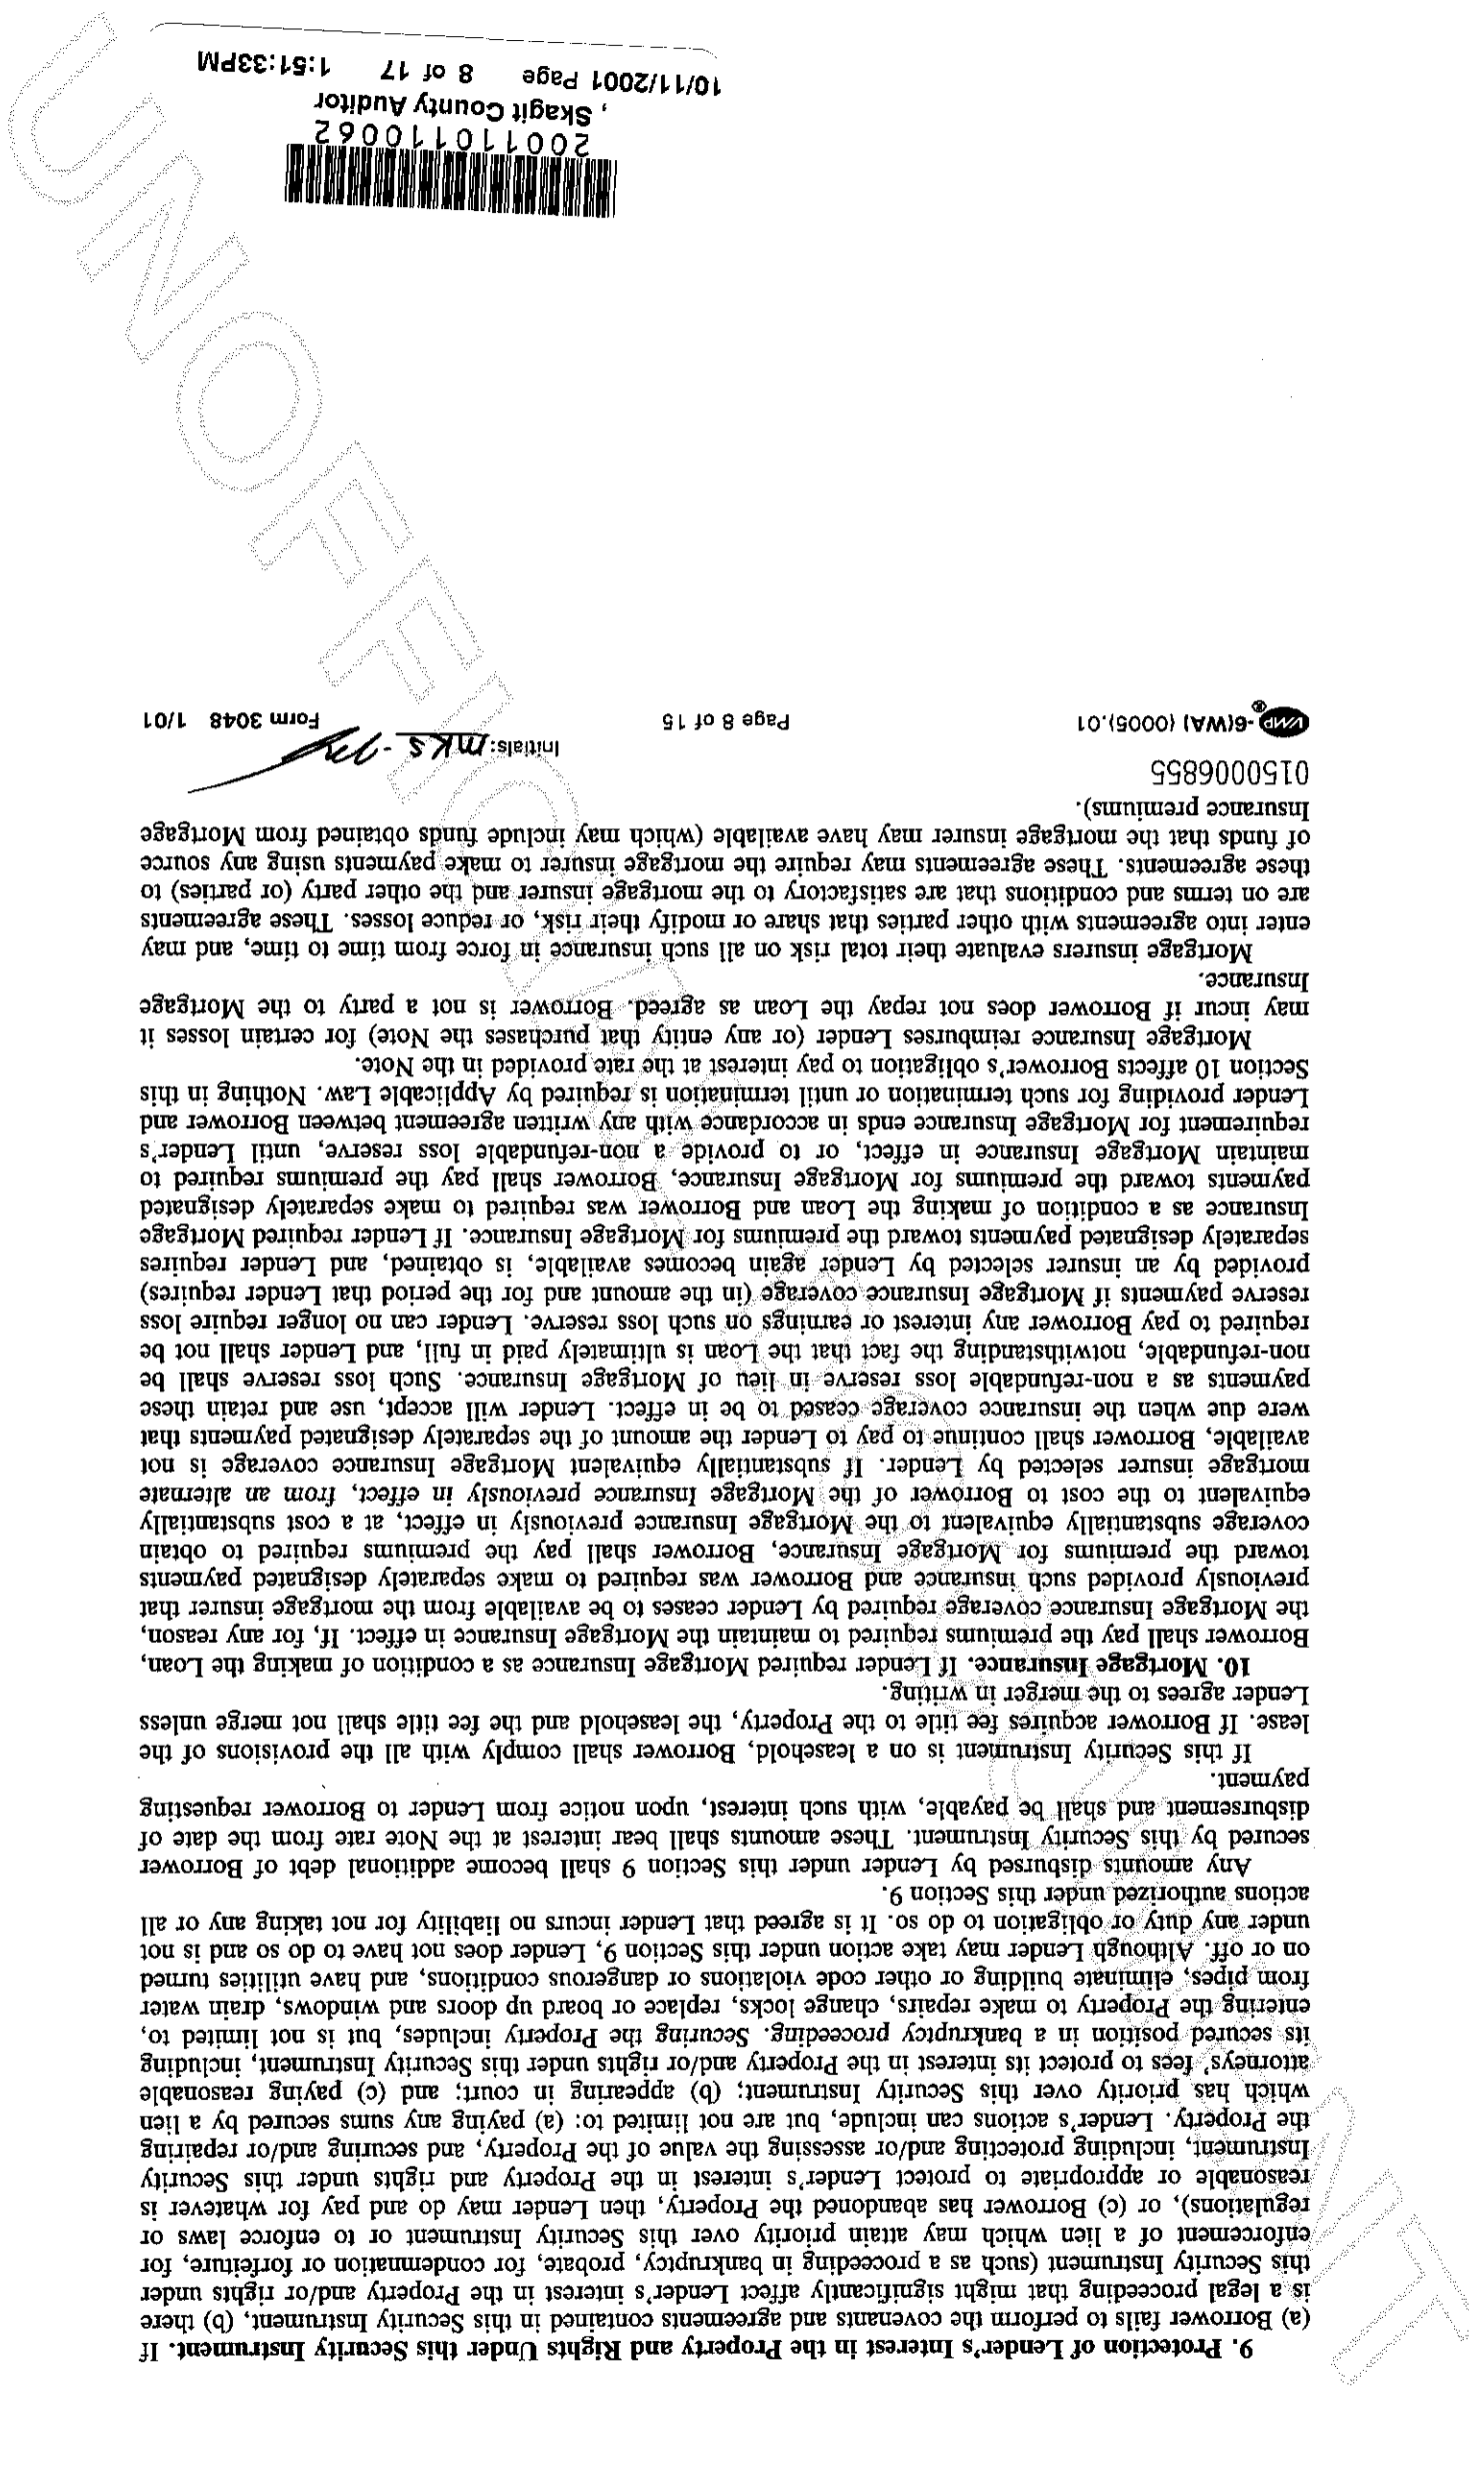 9. Protection of Lender's Interest in the Property and Rights Under this Security Instrument. If
(a) Borrower fails to perform the covenants and agreements contained in this Security Instrument, (b) there
is a legal proceeding that might significantly affect Lender's interest in the Property and/or rights under
this Security Instrument (such as a proceeding in bankruptcy, probate, for condemnation or forfeiture, for
enforcement of a lien which may attain priority over this Security Instrument or to enforce laws or
regulations), or (c) Borrower has abandoned the Property, then Lender may do and pay for whatever is
reasonable or appropriate to protect Lender's interest in the Property and rights under this Security
Instrument, including protecting and/or assessing the value of the Property, and securing and/or repairing
the Property. Lender's actions can include, but are not limited to: (a) paying any sums secured by a lien
which has priority over this Security Instrument; (b) appearing in court; and (c) paying reasonable
attorneys' fees to protect its interest in the Property and/or rights under this Security Instrument, including
its secured position in a bankruptcy proceeding. Securing the Property includes, but is not limited to,
entering the Property to make repairs, change locks, replace or board up doors and windows, drain water
from pipes, eliminate building or other code violations or dangerous conditions, and have utilities turned
on or off. Although Lender may take action under this Section 9, Lender does not have to do so and is not
under any duty or obligation to do so. It is agreed that Lender incurs no liability for not taking any or all
actions authorized under this Section 9.
Any amounts disbursed by Lender under this Section 9 shall become additional debt of Borrower
secured by this Security Instrument. These amounts shall bear interest at the Note rate from the date of
disbursement and shall be payable, with such interest, upon notice from Lender to Borrower requesting
payment.
If this Security Instrument is on a leasehold, Borrower shall comply with all the provisions of the
lease. If Borrower acquires fee title to the Property, the leasehold and the fee title shall not merge unless
Lender agrees to the merger in writing.
10. Mortgage Insurance. If Lender required Mortgage Insurance as a condition of making the Loan,
Borrower shall pay the premiums required to maintain the Mortgage Insurance in effect. If, for any reason,
the Mortgage Insurance coverage required by Lender ceases to be available from the mortgage insurer that
previously provided such insurance and Borrower was required to make separately designated payments
toward the premiums for Mortgage Insurance, Borrower shall pay the premiums required to obtain
coverage substantially equivalent to the Mortgage Insurance previously in effect, at a cost substantially
equivalent to the cost to Borrower of the Mortgage Insurance previously in effect, from an alternate
mortgage insurer selected by Lender. If substantially equivalent Mortgage Insurance coverage is not
available, Borrower shall continue to pay to Lender the amount of the separately designated payments that
were due when the insurance coverage ceased to be in effect. Lender will accept, use and retain these
payments as a non-refundable loss reserve in lieu of Mortgage Insurance. Such loss reserve shall be
non-refundable, notwithstanding the fact that the Loan is ultimately paid in full, and Lender shall not be
required to pay Borrower any interest or earnings on such loss reserve. Lender can no longer require loss
reserve payments if Mortgage Insurance coverage (in the amount and for the period that Lender requires)
provided by an insurer selected by Lender again becomes available, is obtained, and Lender requires
separately designated payments toward the premiums for Mortgage Insurance. If Lender required Mortgage
Insurance as a condition of making the Loan and Borrower was required to make separately designated
payments toward the premiums for Mortgage Insurance, Borrower shall pay the premiums required to
maintain Mortgage Insurance in effect, or to provide a non-refundable loss reserve, until Lender's
requirement for Mortgage Insurance ends in accordance with any written agreement between Borrower and
Lender providing for such termination or until termination is required by Applicable Law. Nothing in this
Section 10 affects Borrower's obligation to pay interest at the rate provided in the Note.
Mortgage Insurance reimburses Lender (or any entity that purchases the Note) for certain losses it
may incur if Borrower does not repay the Loan as agreed. Borrower is not a party to the Mortgage
Insurance.
Mortgage insurers evaluate their total risk on all such insurance in force from time to time, and may
enter into agreements with other parties that share or modify their risk, or reduce losses. These agreements
are on terms and conditions that are satisfactory to the mortgage insurer and the other party (or parties) to
these agreements. These agreements may require the mortgage insurer to make payments using any source
of funds that the mortgage insurer may have available (which may include funds obtained from Mortgage
Insurance premiums).
0150006855
Initials: MKS -
VMP®-6(WA) (0005).01 Page 8 of 15 Form 3048 1/01
200110110062
, Skagit County Auditor
10/11/2001 Page 8 of 17 1:51:33PM
UNOFFICIAL DOCUMENT